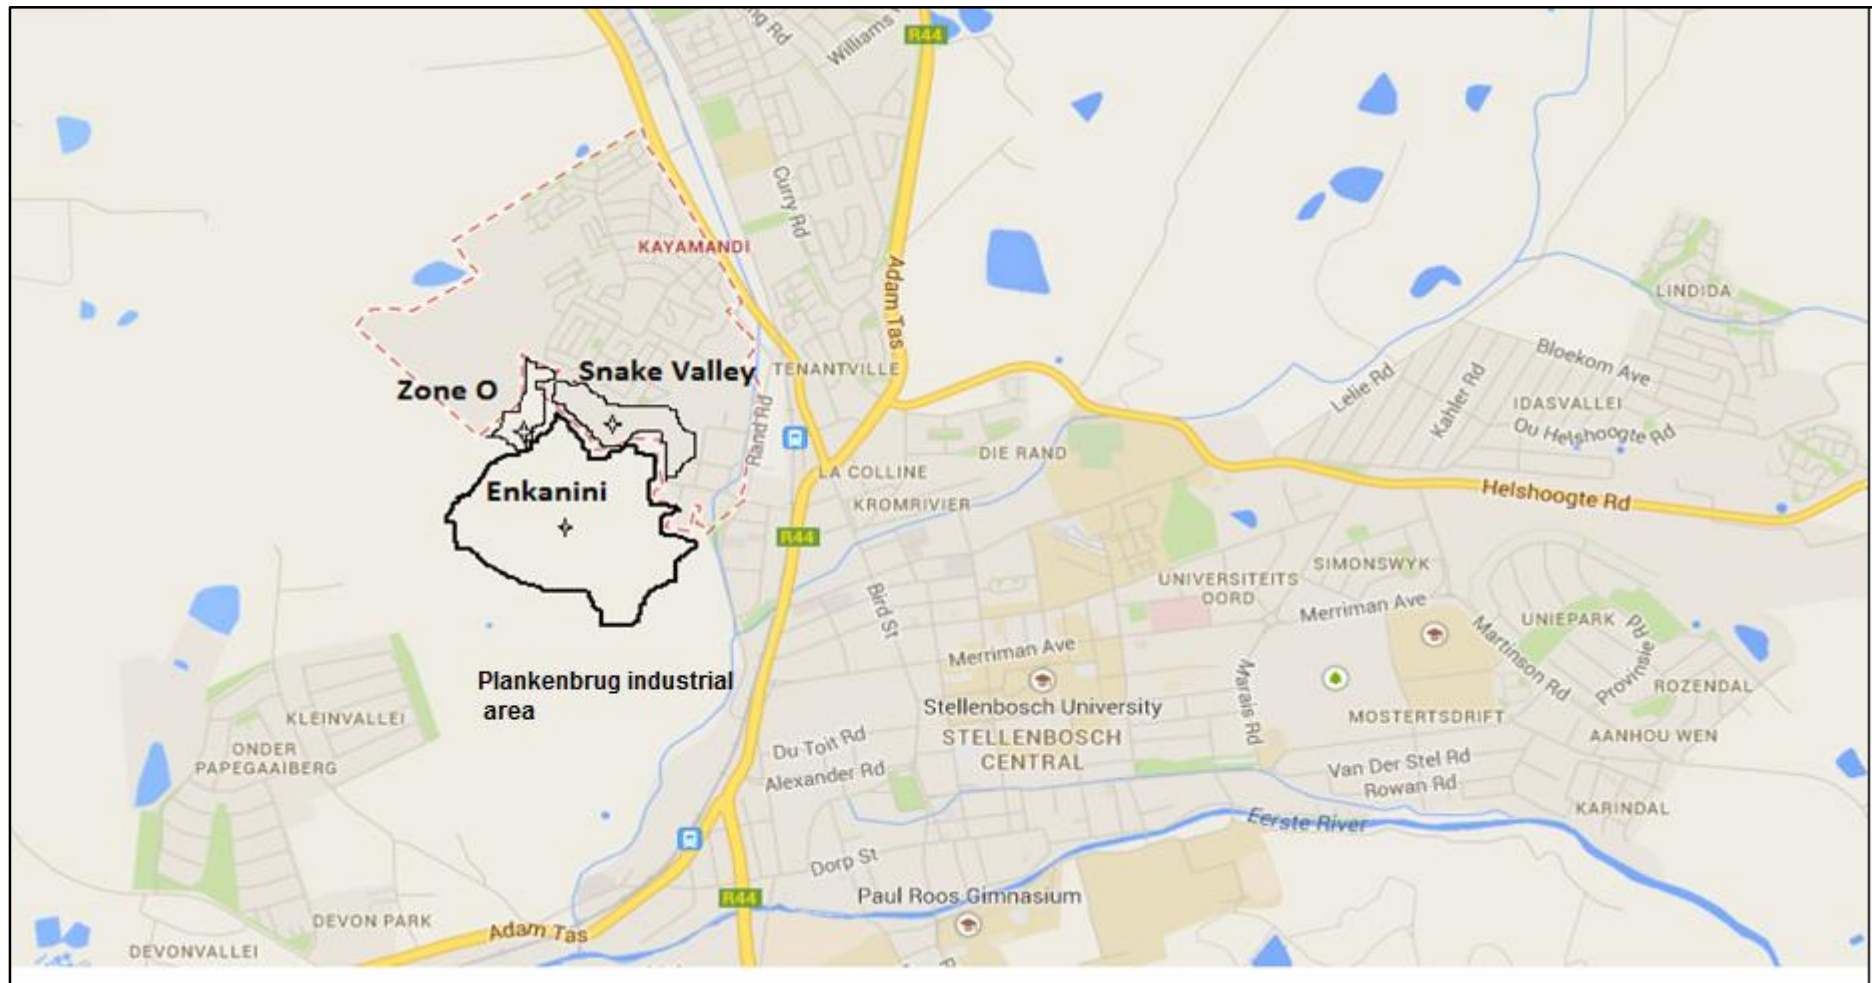 ng Rd
Williams
R44
Curry Rd
KAYAMANDI
Adam Tas
LINDIDA
Snake Valley
TENANTVILLE
Zone O
Bloekom Ave
Lelie Rd
Kahler Rd
IDASVALLEI
Ou Helshoogte Rd
Rand Rd
DIE RAND
LA COLLINE
Enkanini
KROMRIVIER
Helshoogte Rd
R44
SIMONSWYK
UNIVERSITEITS
OORD
Bird St
Merriman Ave
UNIEPARK
Martinson Rd
Provinsie Rd
Merriman Ave
Plankenbrug industrial
area
Marais Rd
ROZENDAL
Stellenbosch University
KLEINVALLEI
MOSTERTSDRIFT
STELLENBOSCH
CENTRAL
AANHOU WEN
ONDER
PAPEGAAIBERG
Du Toit Rd
Alexander Rd
Van Der Stel Rd
Rowan Rd
KARINDAL
Eerste River
Dorp St
R44
Paul Roos Gimnasium
DEVON PARK
Adam Tas
DEVONVALLEI